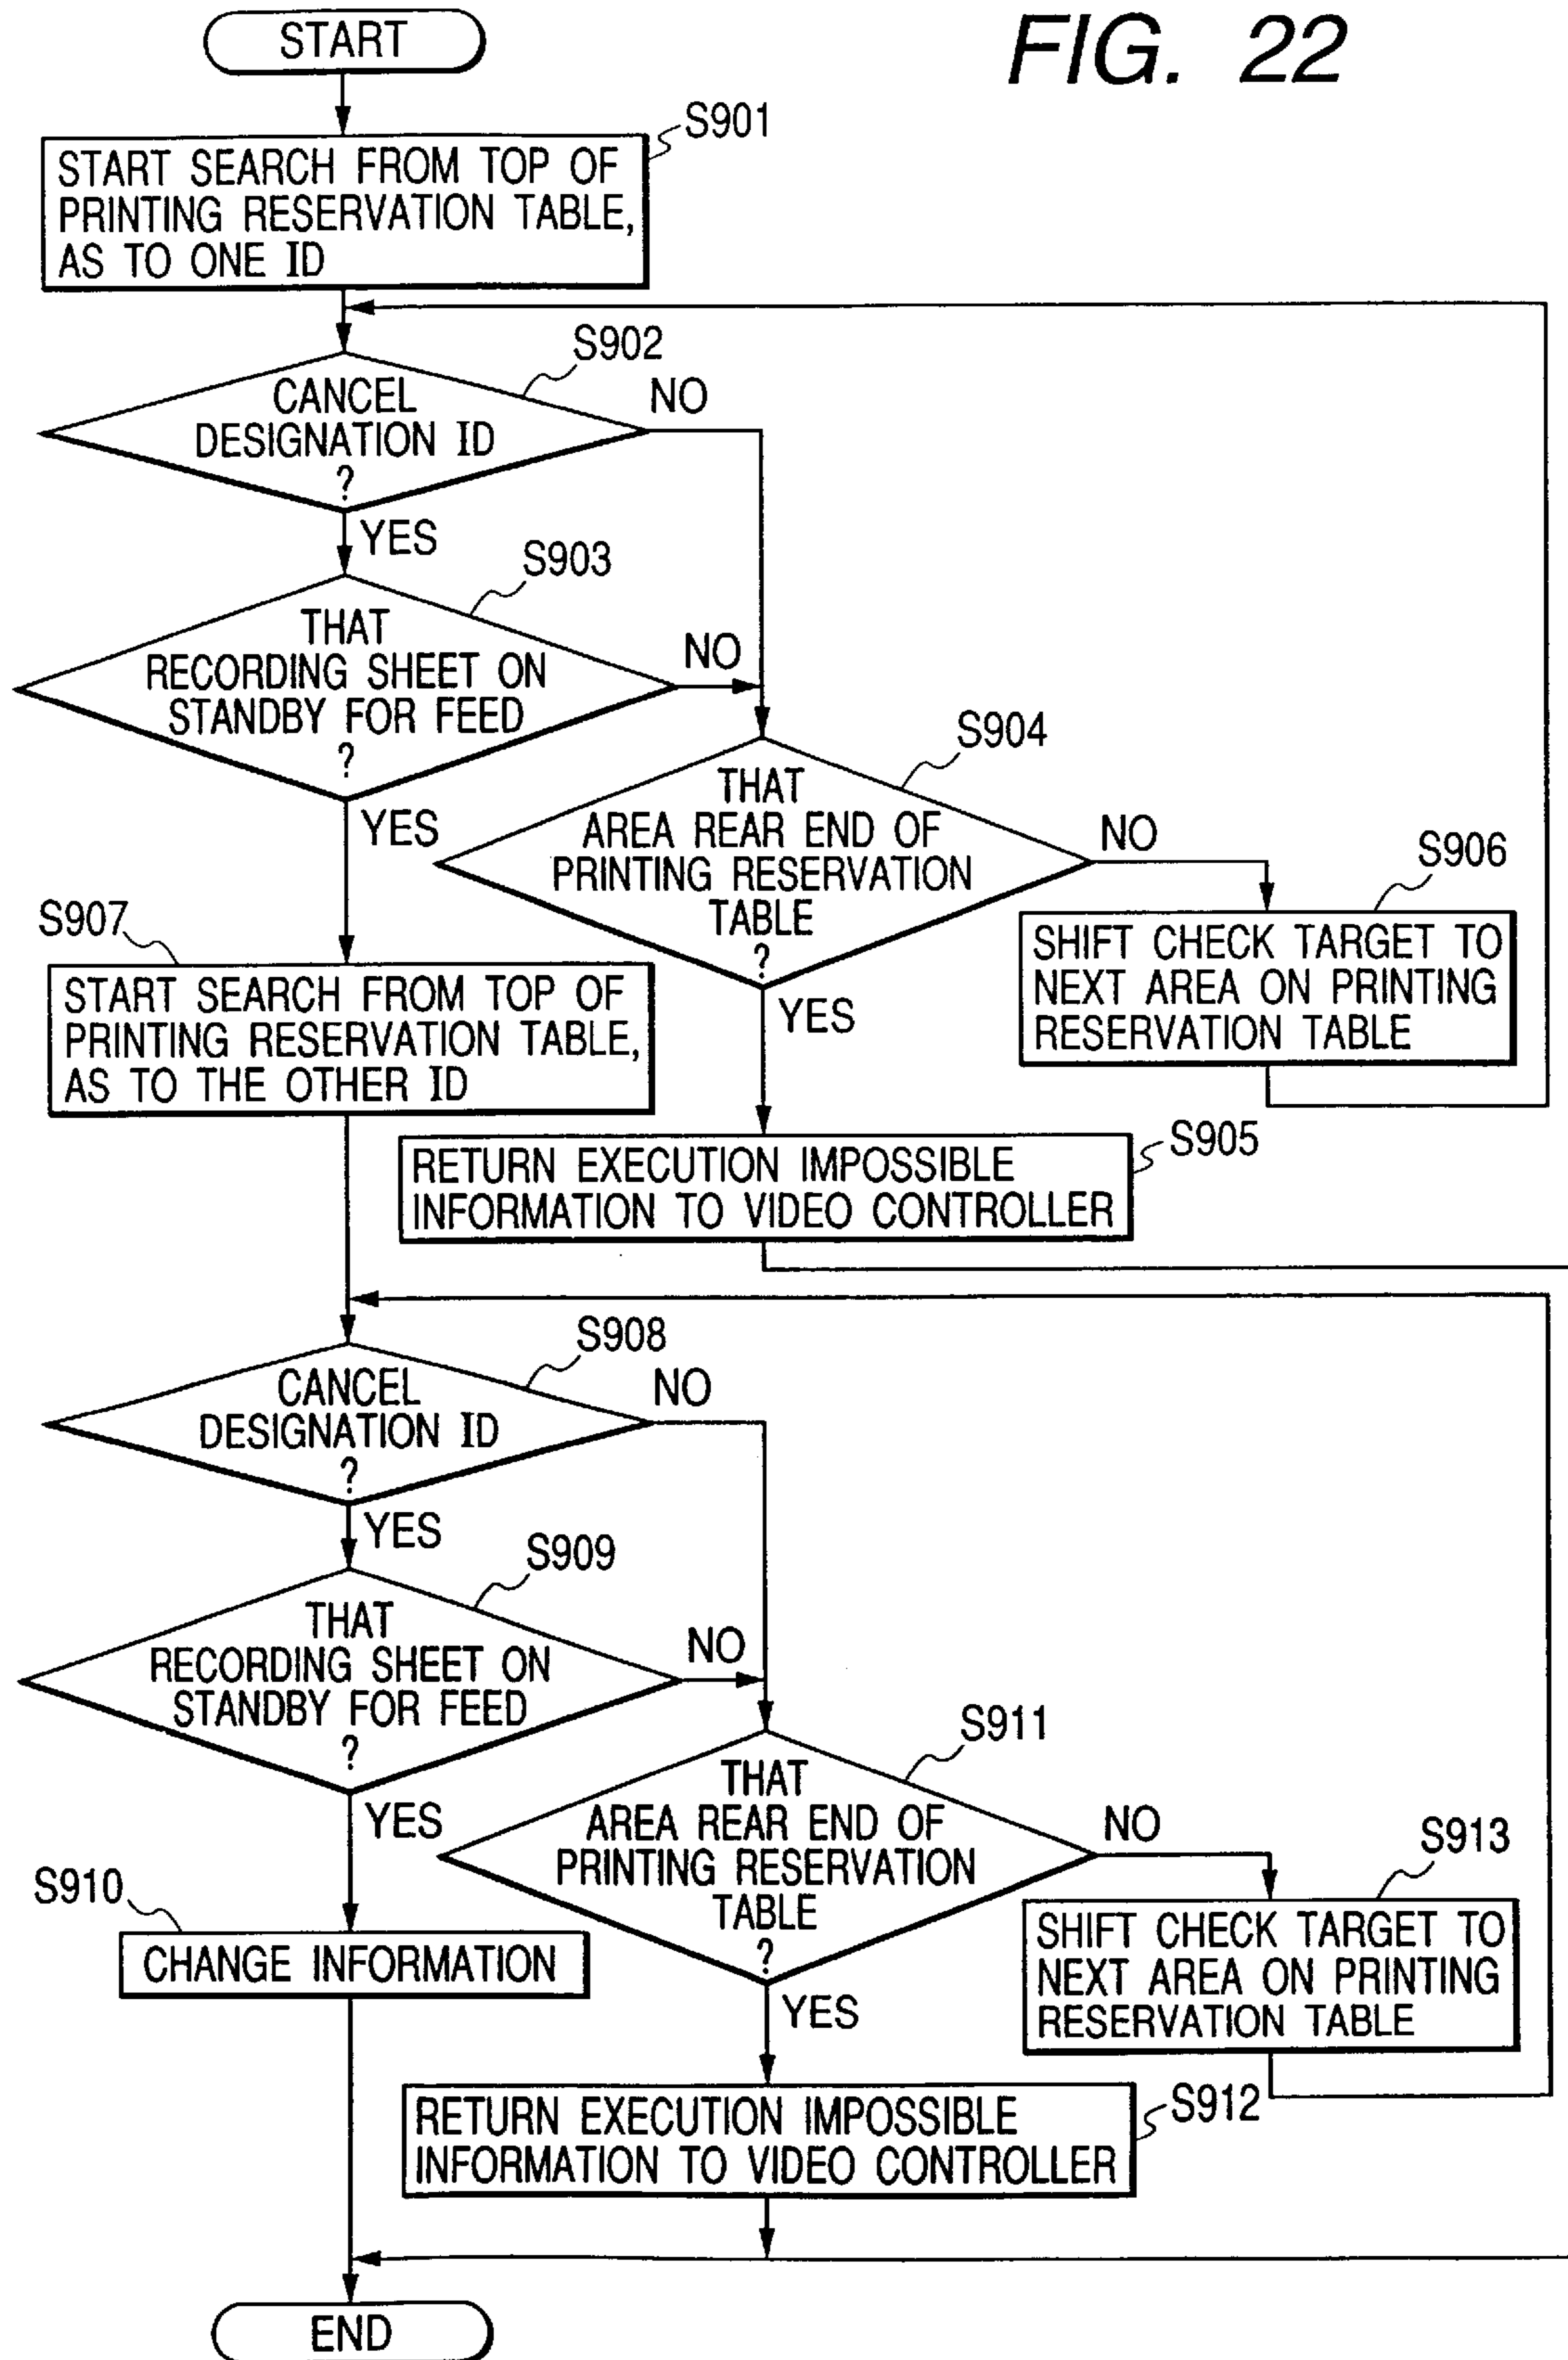 FIG. 22
START
S901
START SEARCH FROM TOP OF
PRINTING RESERVATION TABLE,
AS TO ONE ID
S902
CANCEL
DESIGNATION ID
?
NO
YES
S903
THAT
RECORDING SHEET ON
STANDBY FOR FEED
?
NO
YES
S904
THAT
AREA REAR END OF
PRINTING RESERVATION
TABLE
?
NO
YES
S906
SHIFT CHECK TARGET TO
NEXT AREA ON PRINTING
RESERVATION TABLE
S907
START SEARCH FROM TOP OF
PRINTING RESERVATION TABLE,
AS TO THE OTHER ID
S905
RETURN EXECUTION IMPOSSIBLE
INFORMATION TO VIDEO CONTROLLER
S908
CANCEL
DESIGNATION ID
?
NO
YES
S909
THAT
RECORDING SHEET ON
STANDBY FOR FEED
?
NO
YES
S911
THAT
AREA REAR END OF
PRINTING RESERVATION
TABLE
?
NO
YES
S913
SHIFT CHECK TARGET TO
NEXT AREA ON PRINTING
RESERVATION TABLE
S910
CHANGE INFORMATION
S912
RETURN EXECUTION IMPOSSIBLE
INFORMATION TO VIDEO CONTROLLER
END